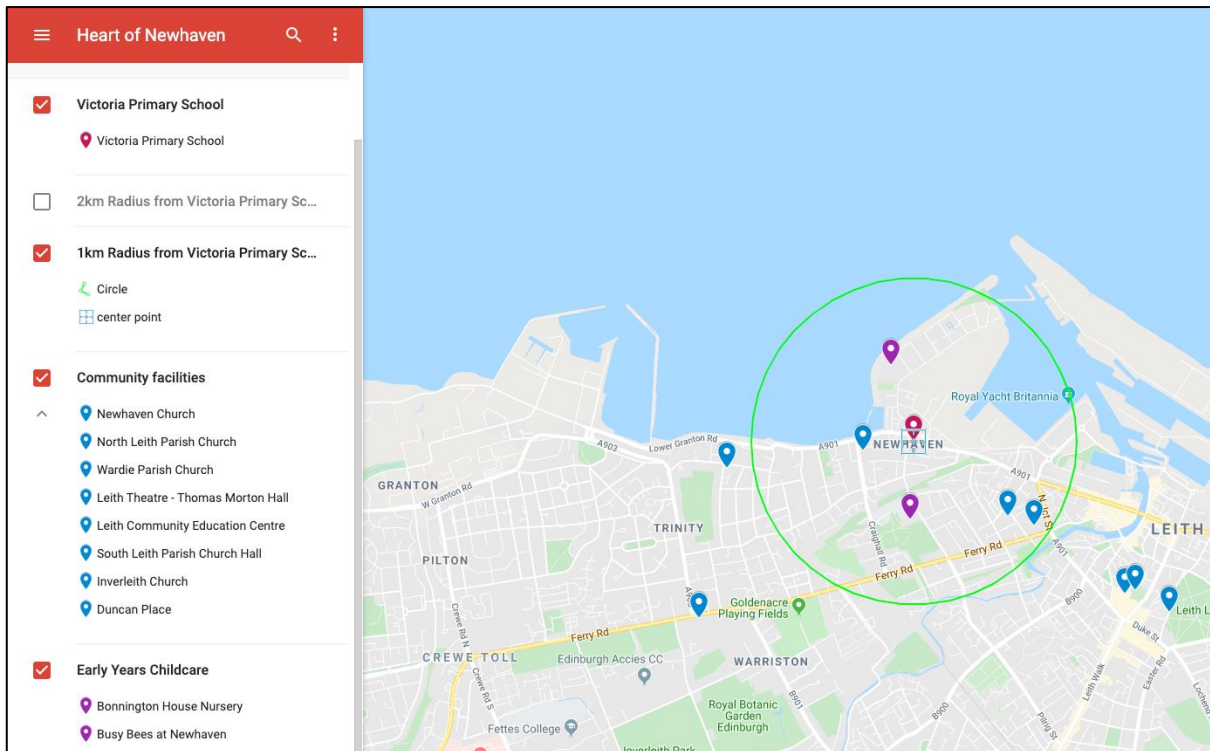 Heart of Newhaven
Victoria Primary School
Victoria Primary School
2km Radius from Victoria Primary Sc...
1km Radius from Victoria Primary Sc...
Circle
center point
Community facilities
Newhaven Church
North Leith Parish Church
Wardie Parish Church
Leith Theatre - Thomas Morton Hall
Leith Community Education Centre
South Leith Parish Church Hall
Inverleith Church
Duncan Place
Early Years Childcare
Bonnington House Nursery
Busy Bees at Newhaven
Royal Yacht Britannia
A903
Lower Granton Rd
A901
NEWHAVEN
A901
GRANTON
W Granton Rd
TRINITY
Craighall Rd
LEITH
PILTON
Ferry Rd
A901
Ferry Rd
B900
Goldenacre
Playing Fields
Leith L
Duke St
Crewe Rd N
Ferry Rd
CREWE TOLL
Edinburgh Accies CC
WARRISTON
Easter Rd
Leith Walk
Crewe Rd S
B901
Royal Botanic
Garden
Edinburgh
B900
Pilrig St
Fettes College
Inverleith Park